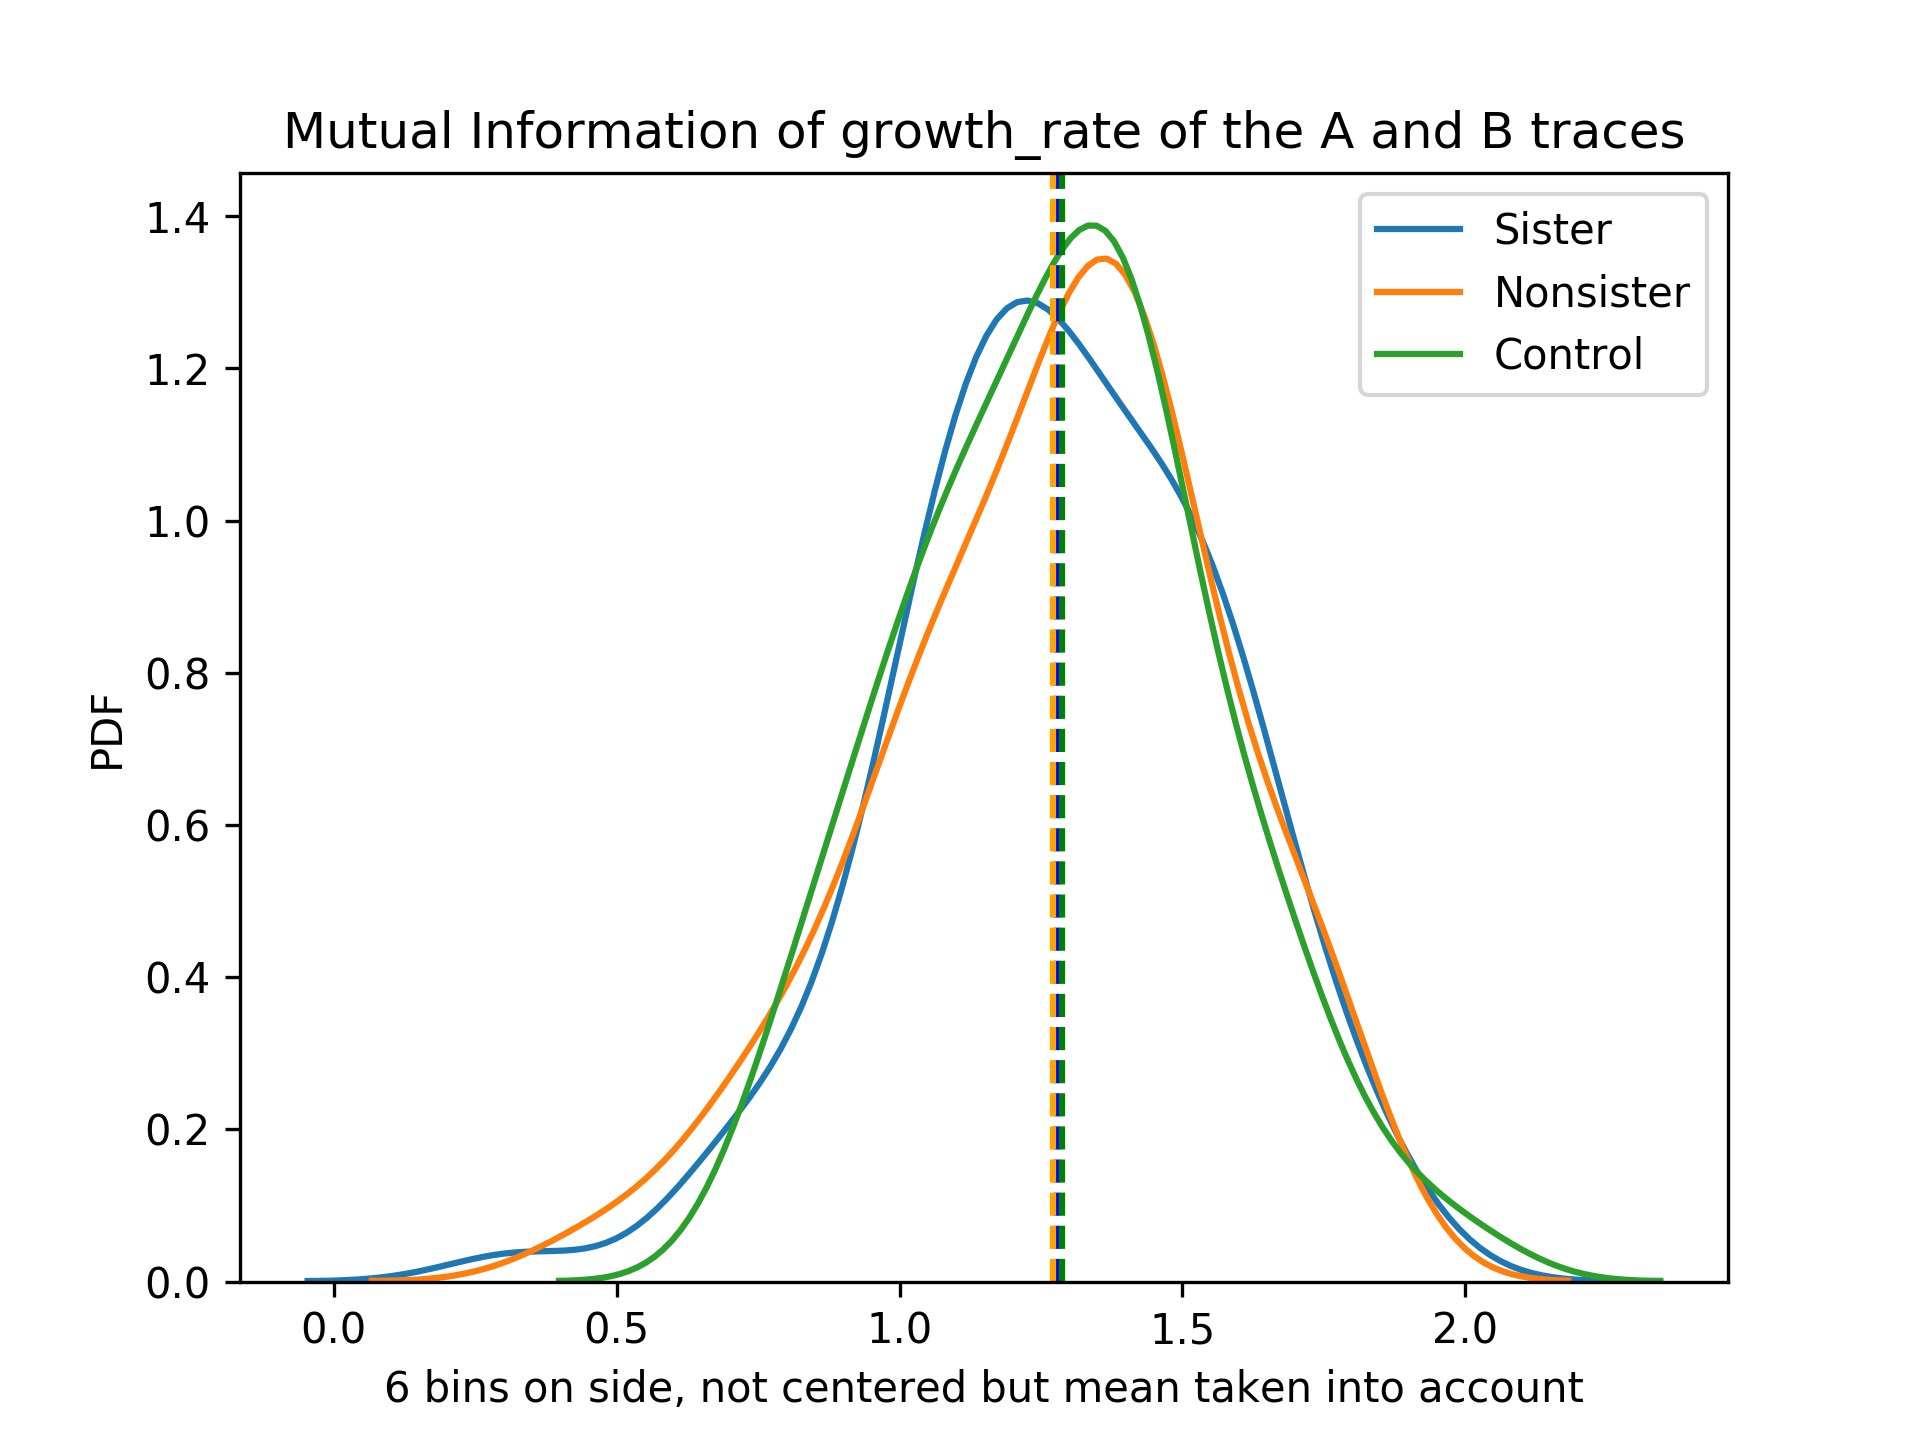 Mutual Information of growth_rate of the A and B traces
Sister
Nonsister
Control
PDF
1.4
1.2
1.0
0.8
0.6
0.4
0.2
0.0
0.0 0.5 1.0 1.5 2.0
6 bins on side, not centered but mean taken into account